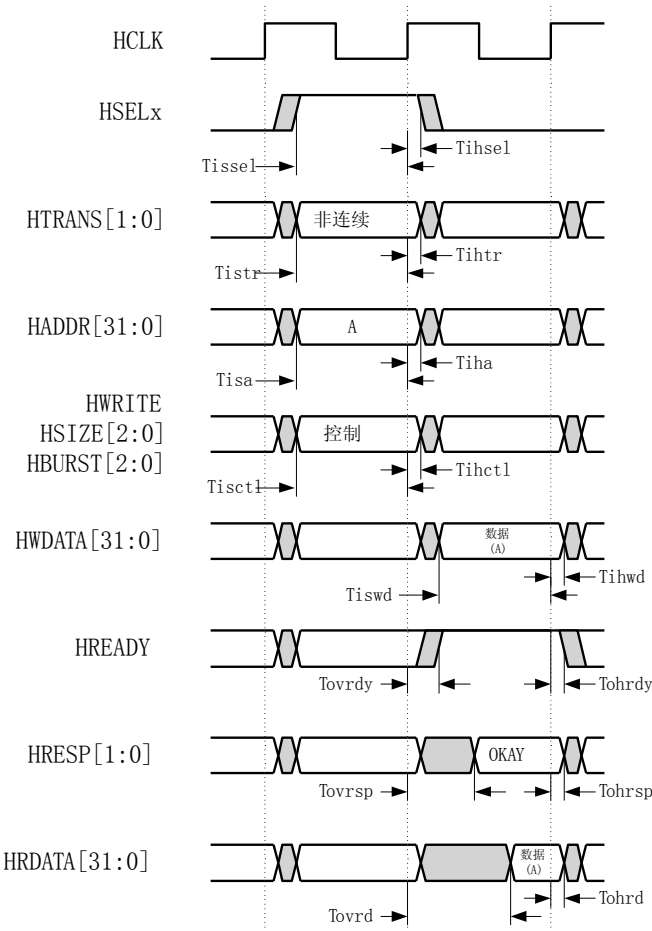 HCLK
HSELx
Tihsel
Tissel
HTRANS[1:0]
非连续
Tihtr
Tistr
HADDR[31:0]
A
Tiha
Tisa
HWRITE
HSIZE[2:0]
控制
HBURST[2:0]
Tihctl
Tisctl
HWDATA[31:0]
数据
(A)
Tihwd
Tiswd
HREADY
Tovrdy
Tohrdy
HRESP[1:0]
OKAY
Tovrsp
Tohrsp
HRDATA[31:0]
数据
(A)
Tohrd
Tovrd